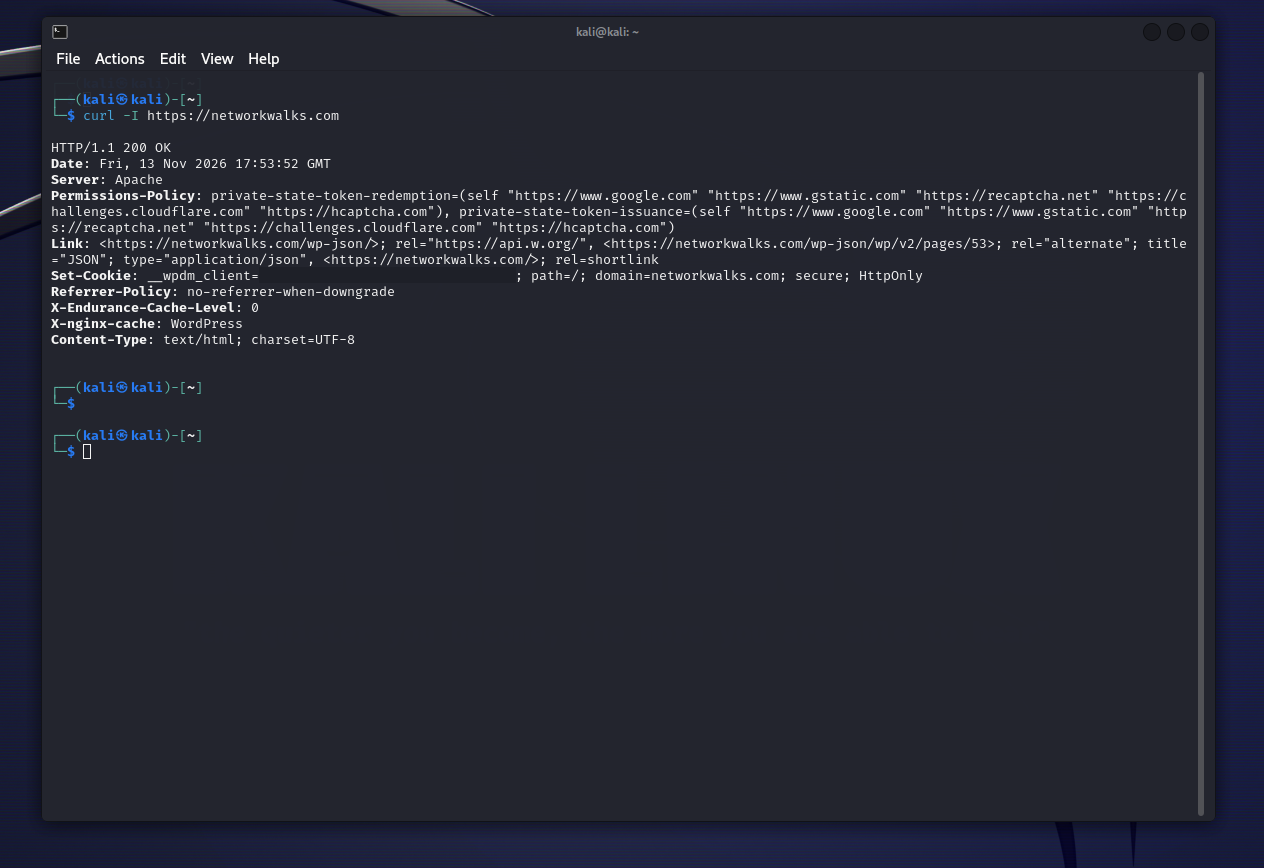 kali@kali: ~
File Actions Edit View Help
┌──(kali㉿kali)-[~]
└─$ curl -I https://networkwalks.com
HTTP/1.1 200 OK
Date: Fri, 13 Nov 2026 17:53:52 GMT
Server: Apache
Permissions-Policy: private-state-token-redemption=(self "https://www.google.com" "https://www.gstatic.com" "https://recaptcha.net" "https://c
hallenges.cloudflare.com" "https://hcaptcha.com"), private-state-token-issuance=(self "https://www.google.com" "https://www.gstatic.com" "http
s://recaptcha.net" "https://challenges.cloudflare.com" "https://hcaptcha.com")
Link: <https://networkwalks.com/wp-json/>; rel="https://api.w.org/", <https://networkwalks.com/wp-json/wp/v2/pages/53>; rel="alternate"; title
="JSON"; type="application/json", <https://networkwalks.com/>; rel=shortlink
Set-Cookie: __wpdm_client= ; path=/; domain=networkwalks.com; secure; HttpOnly
Referrer-Policy: no-referrer-when-downgrade
X-Endurance-Cache-Level: 0
X-nginx-cache: WordPress
Content-Type: text/html; charset=UTF-8
┌──(kali㉿kali)-[~]
└─$
┌──(kali㉿kali)-[~]
└─$